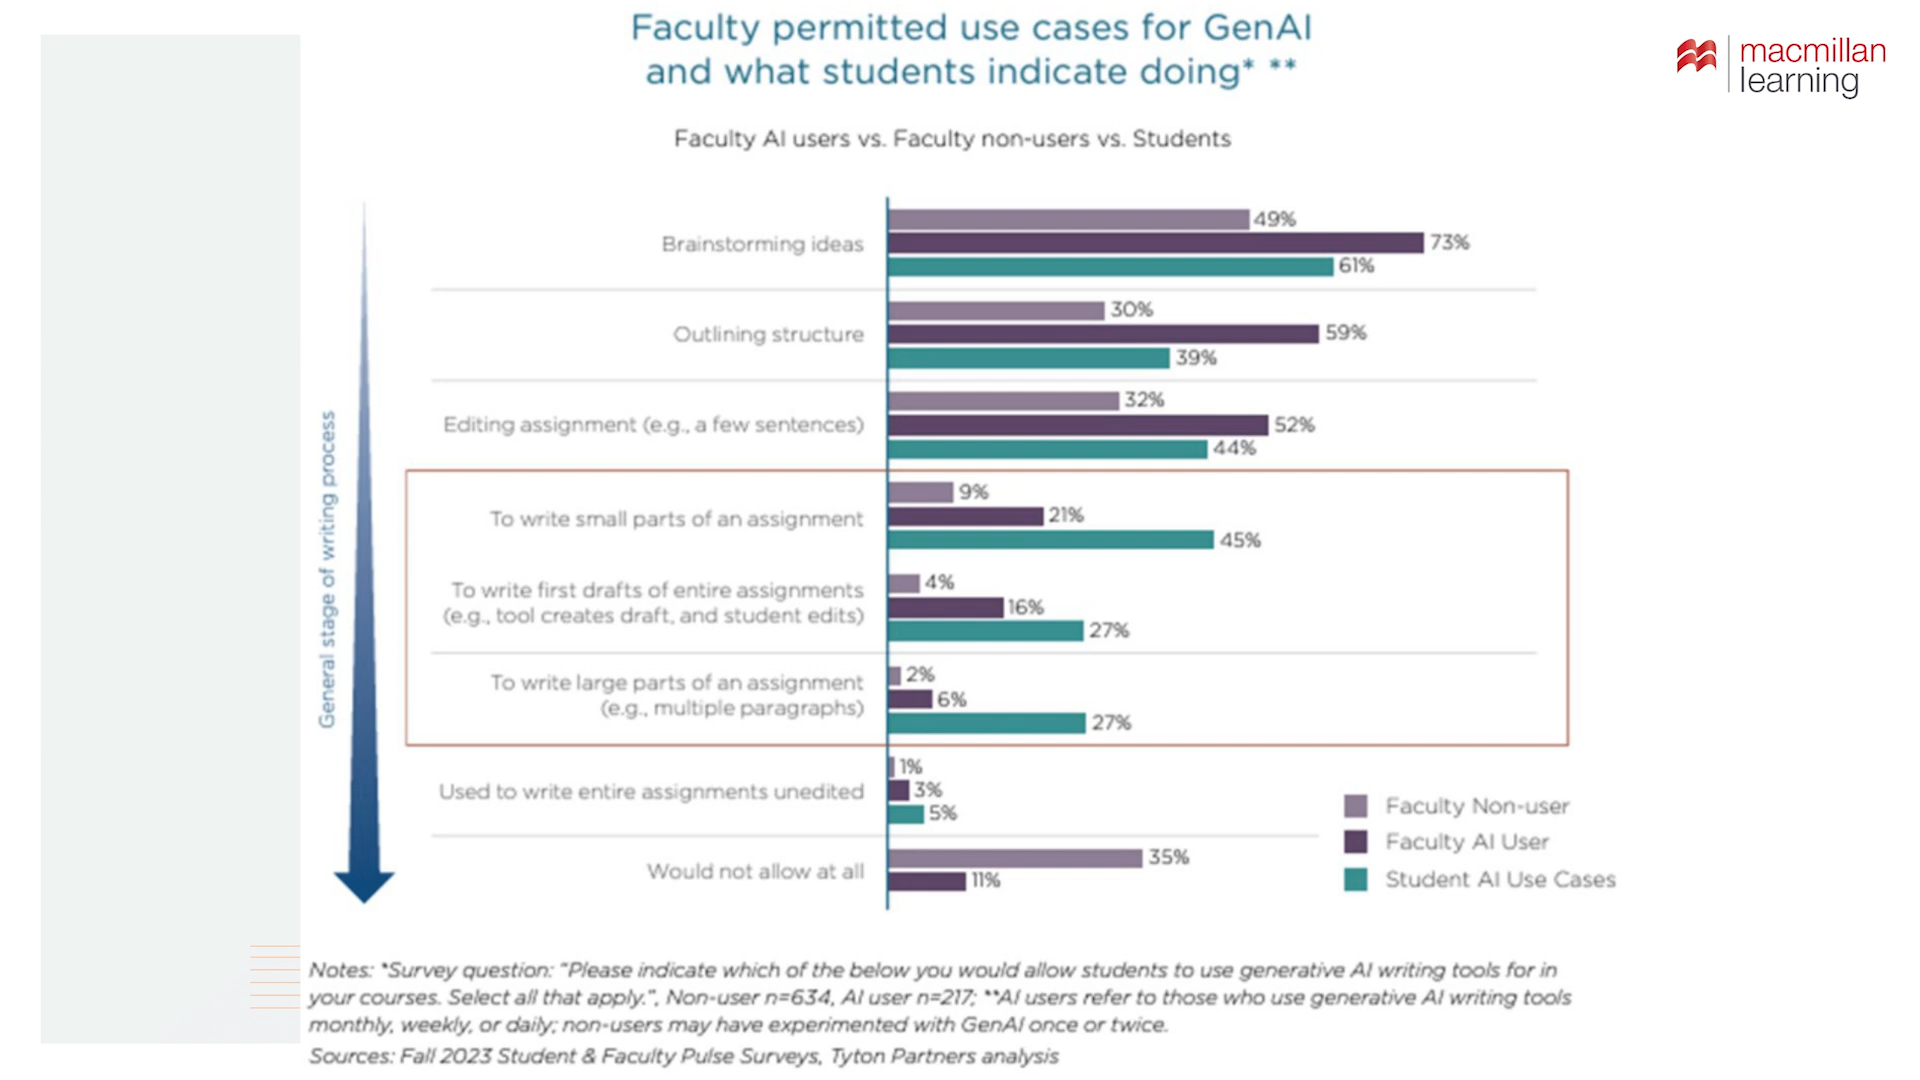 Faculty permitted use cases for GenAI
and what students indicate doing* **
macmillan
learning
Faculty AI users vs. Faculty non-users vs. Students
General stage of writing process
Brainstorming ideas
49%
73%
61%
Outlining structure
30%
59%
39%
Editing assignment (e.g., a few sentences)
32%
52%
44%
To write small parts of an assignment
9%
21%
45%
To write first drafts of entire assignments
(e.g., tool creates draft, and student edits)
4%
16%
27%
To write large parts of an assignment
(e.g., multiple paragraphs)
2%
6%
27%
Used to write entire assignments unedited
1%
3%
5%
Would not allow at all
35%
11%
Faculty Non-user
Faculty AI User
Student AI Use Cases
Notes: *Survey question: "Please indicate which of the below you would allow students to use generative AI writing tools for in
your courses. Select all that apply.", Non-user n=634, AI user n=217; **AI users refer to those who use generative AI writing tools
monthly, weekly, or daily; non-users may have experimented with GenAI once or twice.
Sources: Fall 2023 Student & Faculty Pulse Surveys, Tyton Partners analysis